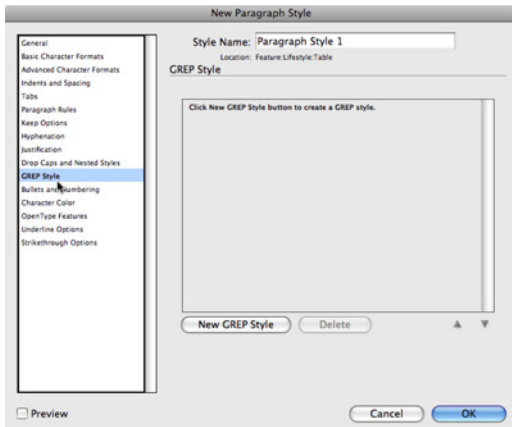 New Paragraph Style
General
Basic Character Formats
Advanced Character Formats
Indents and Spacing
Tabs
Paragraph Rules
Keep Options
Hyphenation
Justification
Drop Caps and Nested Styles
GREP Style
Bullets and Numbering
Character Color
OpenType Features
Underline Options
Strikethrough Options
Style Name: Paragraph Style 1
Location: Feature:Lifestyle:Table
GREP Style
Click New GREP Style button to create a GREP style.
New GREP Style Delete
Preview Cancel OK